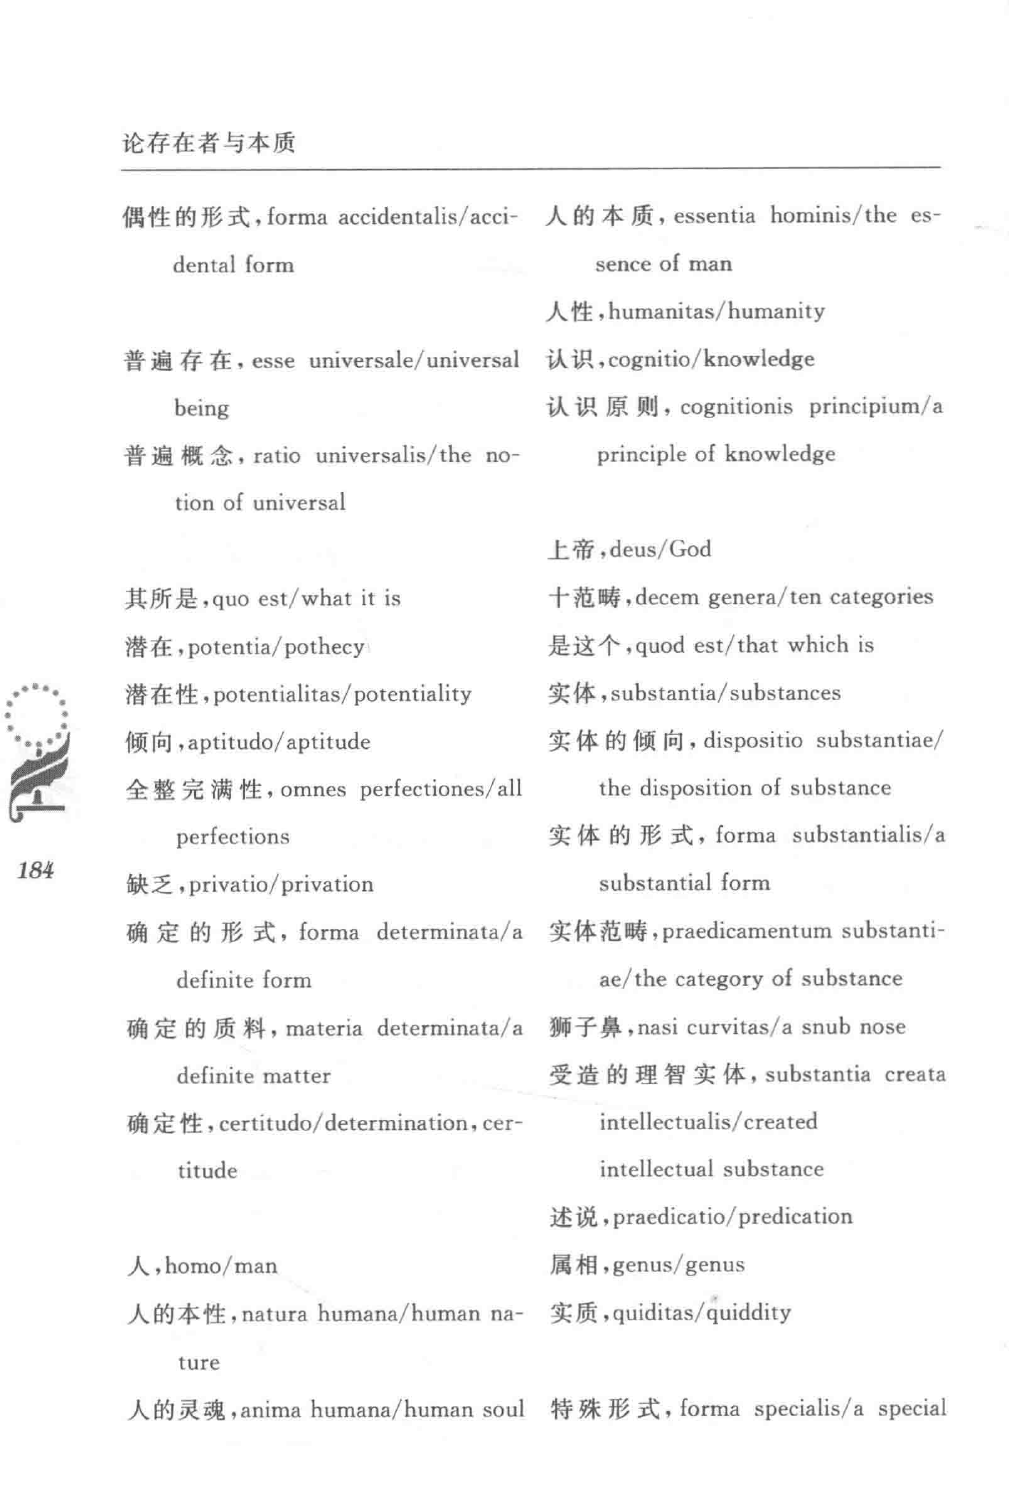 论存在者与本质
偶性的形式，forma accidentalis/acci-
dental form
普遍存在，esse universale/universal
being
普遍概念，ratio universalis/the no-
tion of universal
其所是，quo est/what it is
潜在，potentia/pothecy
潜在性，potentialitas/potentiality
倾向，aptitudo/aptitude
全整完满性，omnes perfectiones/all
perfections
缺乏，privatio/privation
确定的形式，forma determinata/a
definite form
确定的质料，materia determinata/a
definite matter
确定性，certitudo/determination，cer-
titude
人，homo/man
人的本性，natura humana/human na-
ture
人的灵魂，anima humana/human soul
人的本质，essentia hominis/the es-
sence of man
人性，humanitas/humanity
认识，cognitio/knowledge
认识原则，cognitionis principium/a
principle of knowledge
上帝，deus/God
十范畴，decem genera/ten categories
是这个，quod est/that which is
实体，substantia/substances
实体的倾向，dispositio substantiae/
the disposition of substance
实体的形式，forma substantialis/a
substantial form
实体范畴，praedicamentum substanti-
ae/the category of substance
狮子鼻，nasi curvitas/a snub nose
受造的理智实体，substantia creata
intellectualis/created
intellectual substance
述说，praedicatio/predication
属相，genus/genus
实质，quiditas/quiddity
特殊形式，forma specialis/a special
184